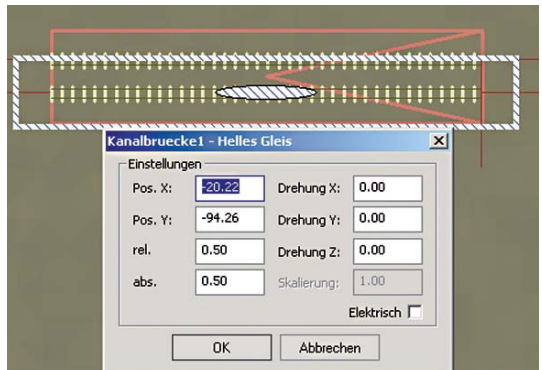 Kanalbruecke1 - Helles Gleis
Einstellungen
Pos. X: -20.22 Drehung X: 0.00
Pos. Y: -94.26 Drehung Y: 0.00
rel. 0.50 Drehung Z: 0.00
abs. 0.50 Skalierung: 1.00
Elektrisch
OK Abbrechen